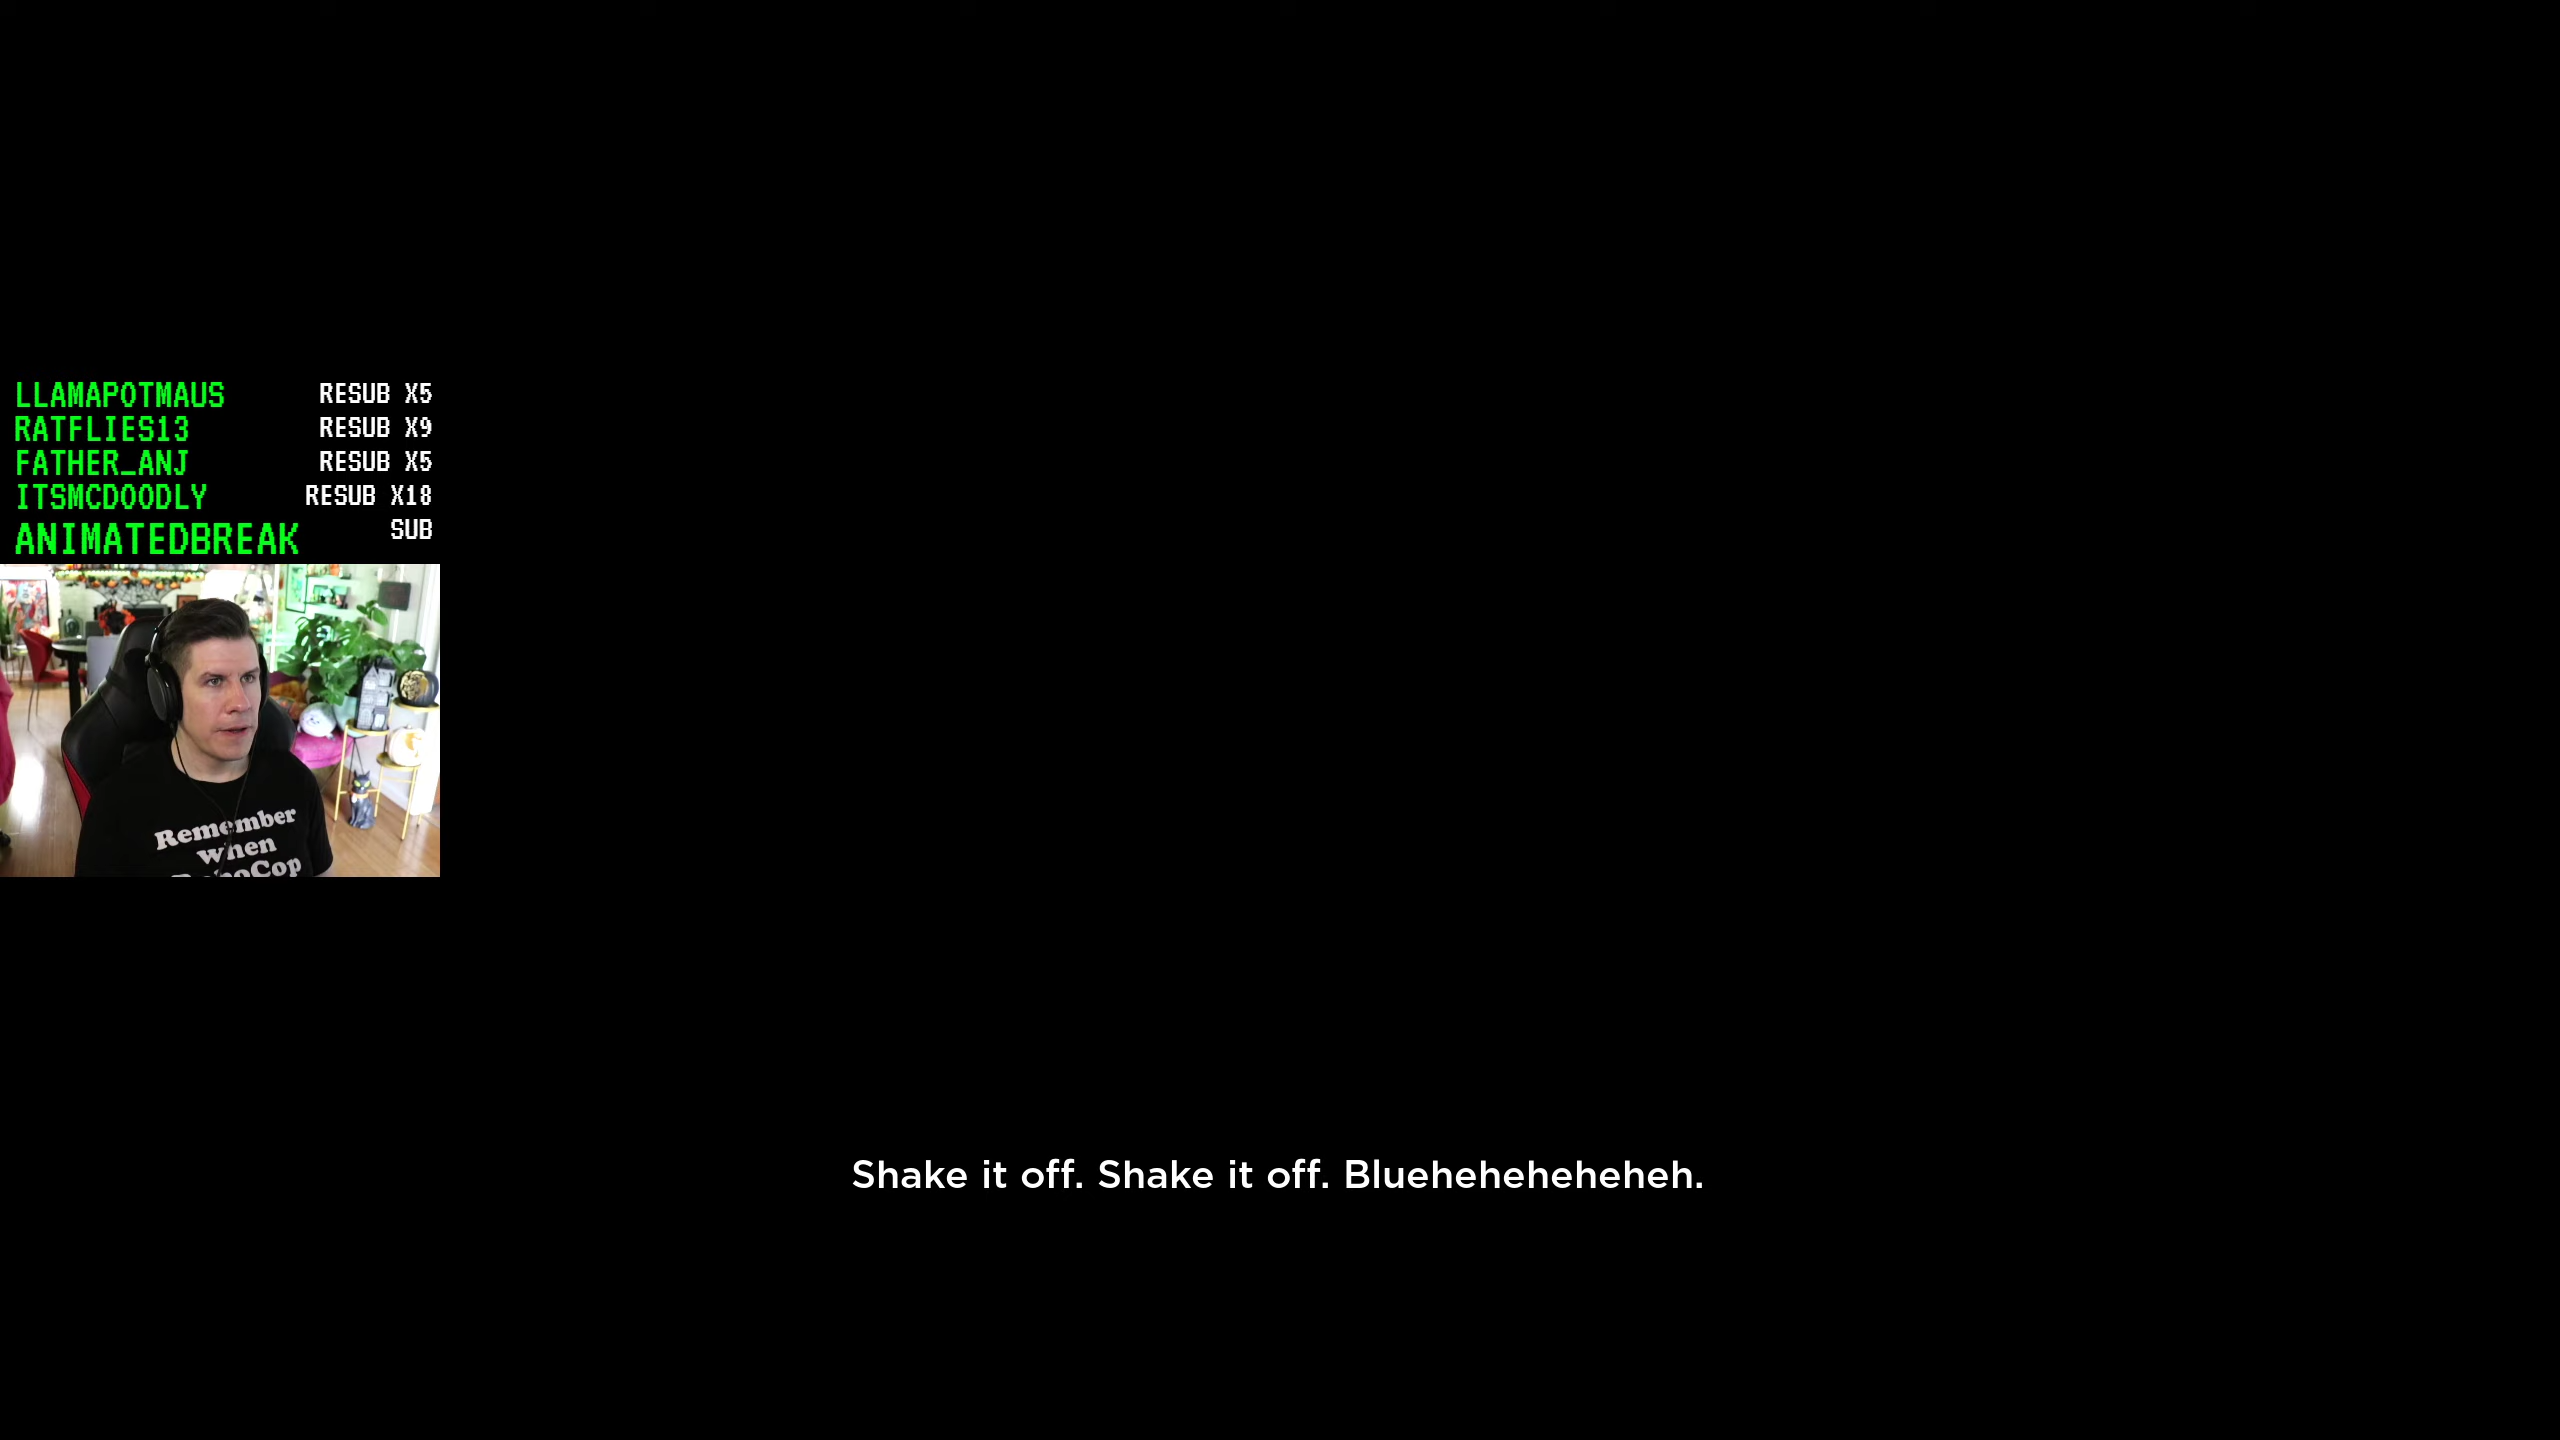 LLAMAPOTMAUS RESUB X5
RATFLIES13 RESUB X9
FATHER_ANJ RESUB X5
ITSMCDOODLY RESUB X18
ANIMATEDBREAK SUB
Remember
when
RoboCop
Shake it off. Shake it off. Bluehehehehehehe.